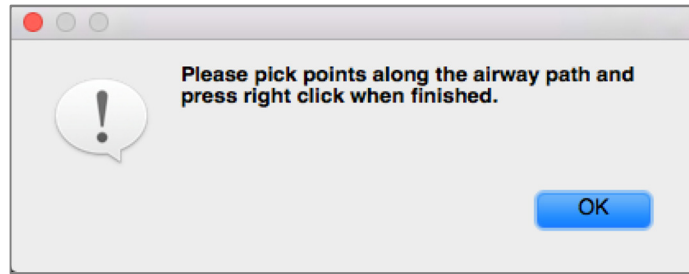 Please pick points along the airway path and
press right click when finished.
OK